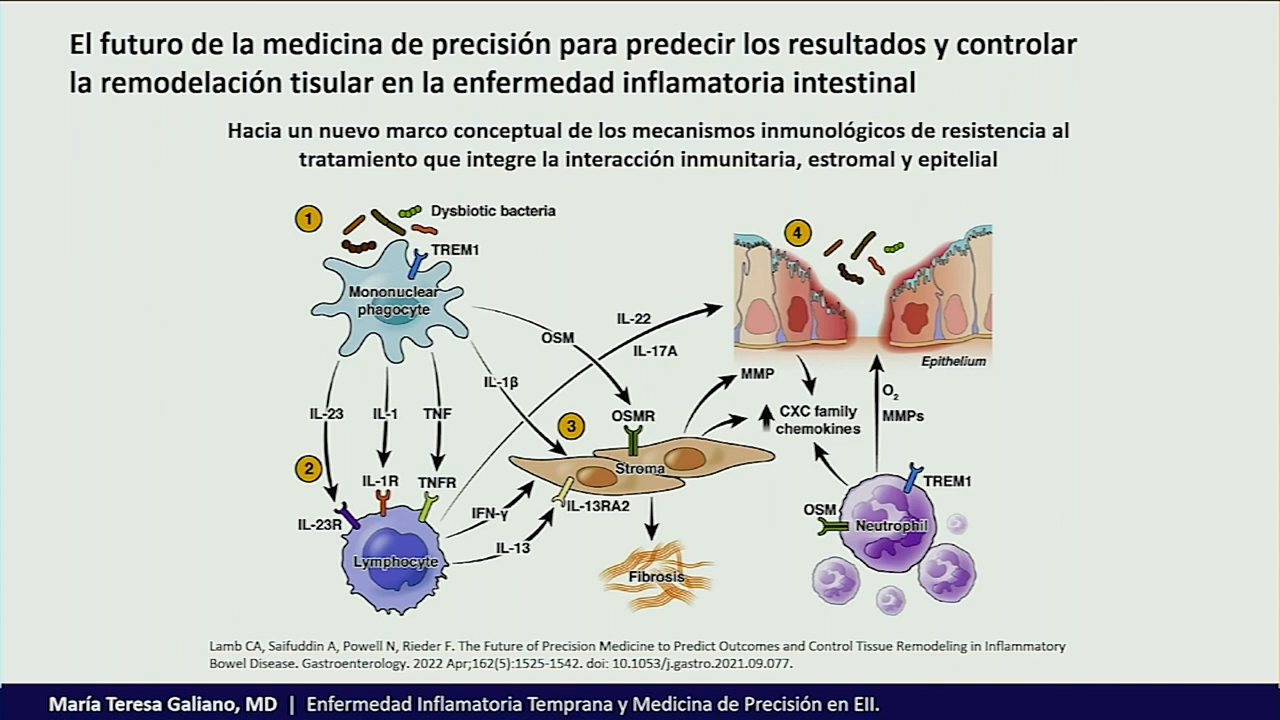 El futuro de la medicina de precisión para predecir los resultados y controlar
la remodelación tisular en la enfermedad inflamatoria intestinal
Hacia un nuevo marco conceptual de los mecanismos inmunológicos de resistencia al
tratamiento que integre la interacción inmunitaria, estromal y epitelial
1
Dysbiotic bacteria
TREM1
Mononuclear
phagocyte
IL-23
IL-1
TNF
IL-1β
OSM
IL-22
IL-17A
2
IL-23R
IL-1R
TNFR
Lymphocyte
IFN-γ
IL-13
3
OSMR
Stroma
IL-13RA2
Fibrosis
MMP
4
Epithelium
CXC family
chemokines
O2
MMPs
TREM1
OSM
Neutrophil
Lamb CA, Saifuddin A, Powell N, Rieder F. The Future of Precision Medicine to Predict Outcomes and Control Tissue Remodeling in Inflammatory
Bowel Disease. Gastroenterology. 2022 Apr;162(5):1525-1542. doi: 10.1053/j.gastro.2021.09.077.
María Teresa Galiano, MD | Enfermedad Inflamatoria Temprana y Medicina de Precisión en EII.